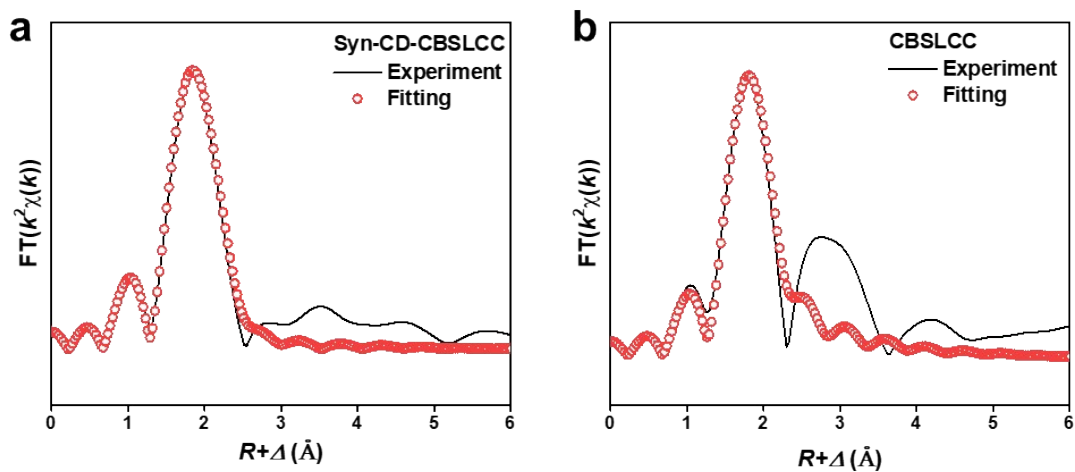 a
Syn-CD-CBSLCC
Experiment
Fitting
FT(k²χ(k))
0 1 2 3 4 5 6
R+Δ (Å)
b
CBSLCC
Experiment
Fitting
FT(k²χ(k))
0 1 2 3 4 5 6
R+Δ (Å)